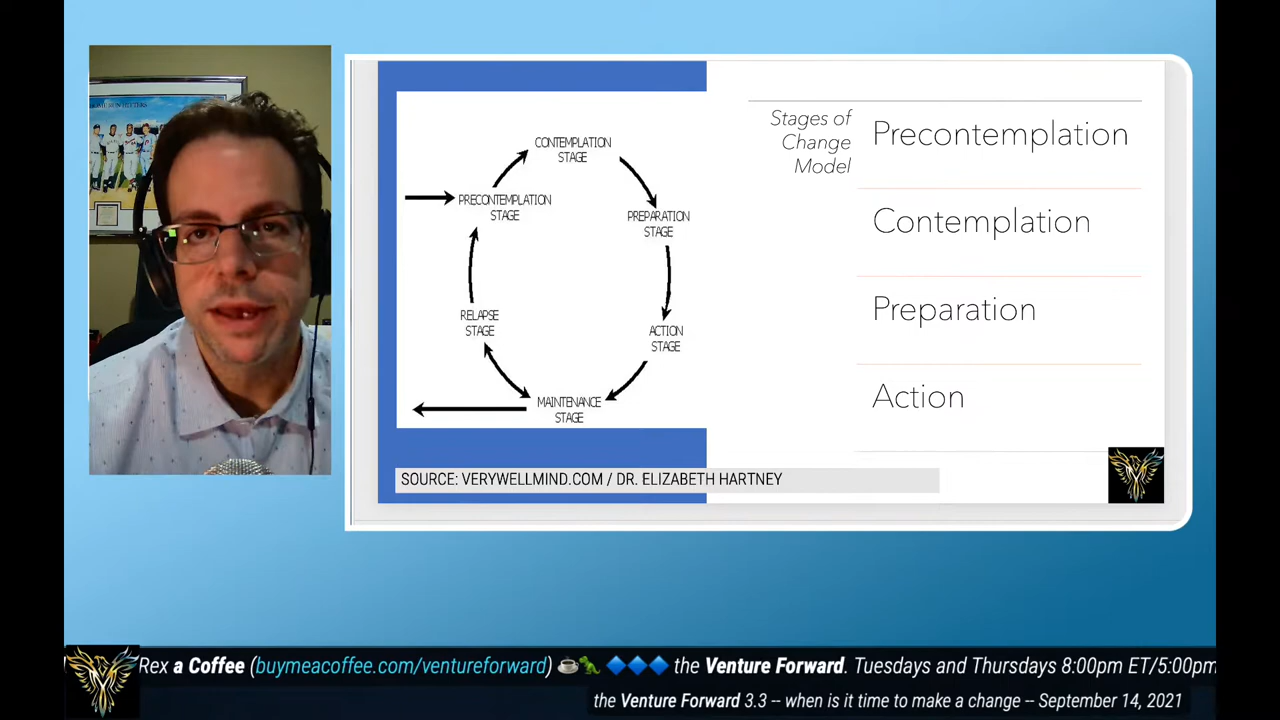 HOME RUN HITTERS
CONTEMPLATION
STAGE
PRECONTEMPLATION
STAGE
PREPARATION
STAGE
RELAPSE
STAGE
ACTION
STAGE
MAINTENANCE
STAGE
Stages of
Change
Model
Precontemplation
Contemplation
Preparation
Action
SOURCE: VERYWELLMIND.COM / DR. ELIZABETH HARTNEY
Rex a Coffee (buymeacoffee.com/ventureforward) ☕🦖 🔷🔷🔷 the Venture Forward. Tuesdays and Thursdays 8:00pm ET/5:00pm
the Venture Forward 3.3 -- when is it time to make a change -- September 14, 2021